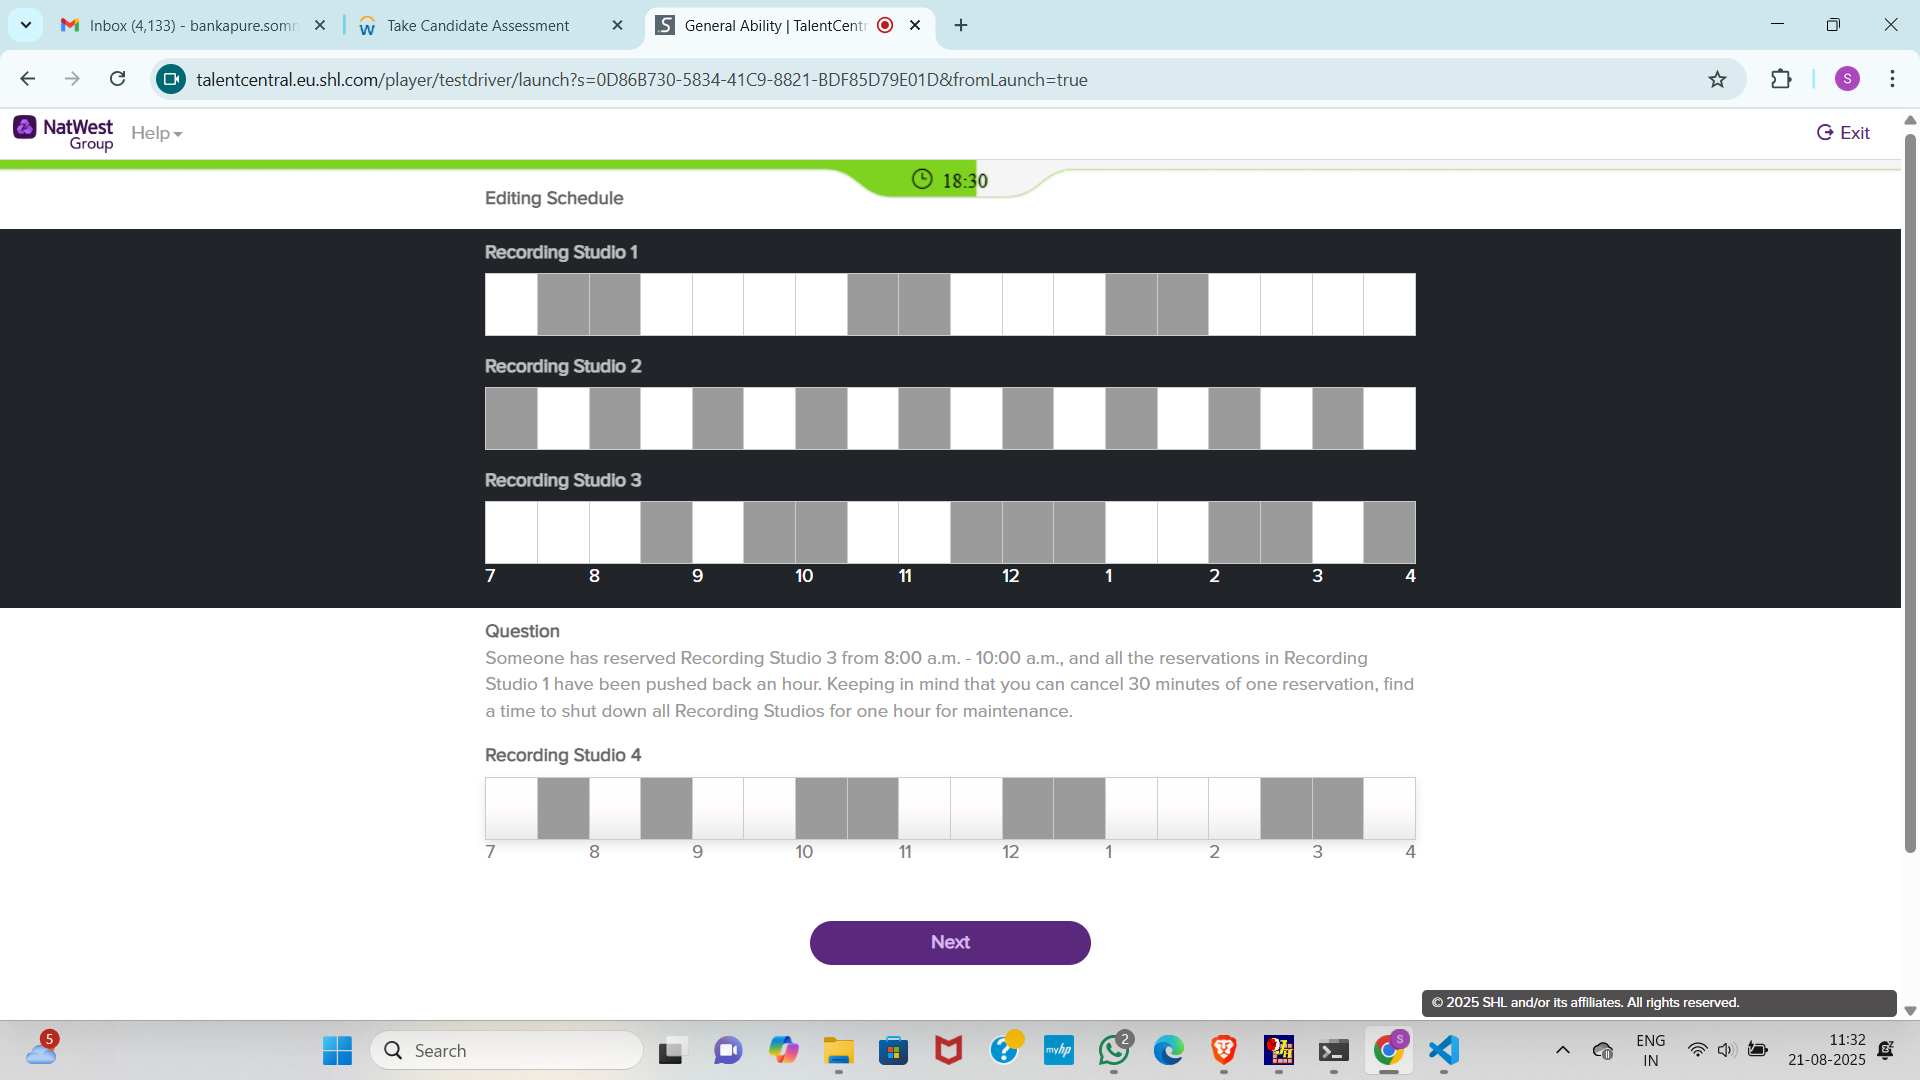 Inbox (4,133) - bankapure.somn
Take Candidate Assessment
General Ability | TalentCentr
talentcentral.eu.shl.com/player/testdriver/launch?s=0D86B730-5834-41C9-8821-BDF85D79E01D&fromLaunch=true
S
NatWest
Group
Help
Exit
18:30
Editing Schedule
Recording Studio 1
Recording Studio 2
Recording Studio 3
7 8 9 10 11 12 1 2 3 4
Question
Someone has reserved Recording Studio 3 from 8:00 a.m. - 10:00 a.m., and all the reservations in Recording
Studio 1 have been pushed back an hour. Keeping in mind that you can cancel 30 minutes of one reservation, find
a time to shut down all Recording Studios for one hour for maintenance.
Recording Studio 4
7 8 9 10 11 12 1 2 3 4
Next
© 2025 SHL and/or its affiliates. All rights reserved.
5
Search
myhp
2
S
ENG
IN
11:32
21-08-2025